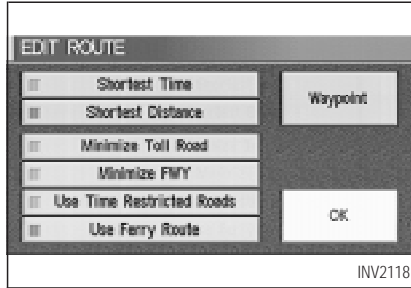 EDIT ROUTE
Shortest Time
Shortest Distance
Waypoint
Minimize Toll Road
Minimize FWY
Use Time Restricted Roads
Use Ferry Route
OK
INV2118